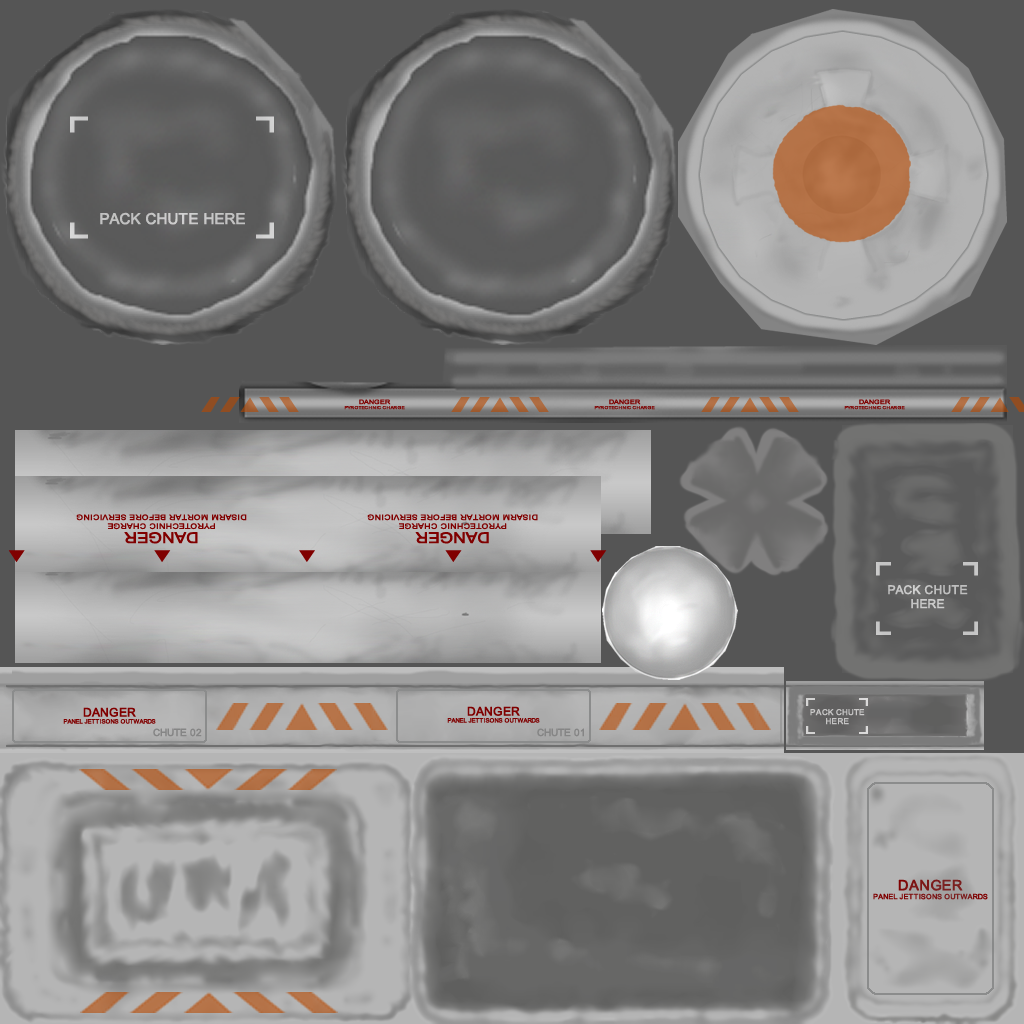 PACK CHUTE HERE
DANGER
PYROTECHNIC CHARGE
DANGER
PYROTECHNIC CHARGE
DANGER
PYROTECHNIC CHARGE
DANGER
PYROTECHNIC CHARGE
DISARM MORTAR BEFORE SERVICING
DANGER
PYROTECHNIC CHARGE
DISARM MORTAR BEFORE SERVICING
PACK CHUTE
HERE
DANGER
PANEL JETTISONS OUTWARDS
CHUTE 02
DANGER
PANEL JETTISONS OUTWARDS
CHUTE 01
PACK CHUTE
HERE
DANGER
PANEL JETTISONS OUTWARDS